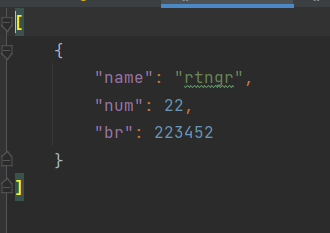 [
{
"name": "rtngr",
"num": 22,
"br": 223452
}
]